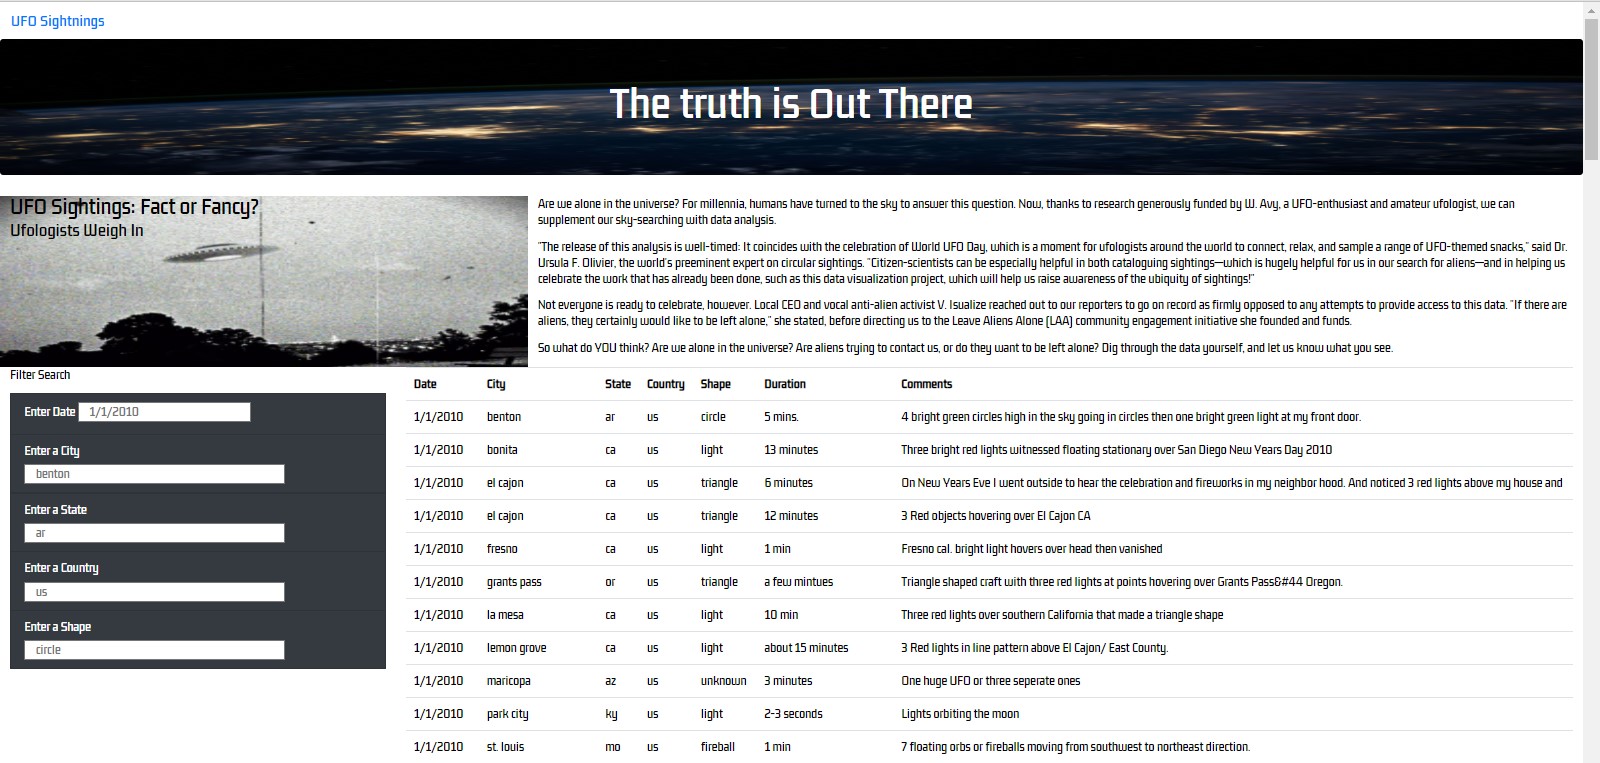 UFO Sightnings
The truth is Out There
UFO Sightings: Fact or Fancy?
Ufologists Weigh In
Are we alone in the universe? For millennia, humans have turned to the sky to answer this question. Now, thanks to research generously funded by W. Avy, a UFO-enthusiast and amateur ufologist, we can
supplement our sky-searching with data analysis.
"The release of this analysis is well-timed: It coincides with the celebration of World UFO Day, which is a moment for ufologists around the world to connect, relax, and sample a range of UFO-themed snacks," said Dr.
Ursula F. Olivier, the world's preeminent expert on circular sightings. "Citizen-scientists can be especially helpful in both cataloguing sightings—which is hugely helpful for us in our search for aliens—and in helping us
celebrate the work that has already been done, such as this data visualization project, which will help us raise awareness of the ubiquity of sightings!"
Not everyone is ready to celebrate, however. Local CEO and vocal anti-alien activist V. Isualize reached out to our reporters to go on record as firmly opposed to any attempts to provide access to this data. "If there are
aliens, they certainly would like to be left alone," she stated, before directing us to the Leave Aliens Alone (LAA) community engagement initiative she founded and funds.
So what do YOU think? Are we alone in the universe? Are aliens trying to contact us, or do they want to be left alone? Dig through the data yourself, and let us know what you see.
Filter Search
Enter Date 1/1/2010
Enter a City
benton
Enter a State
ar
Enter a Country
us
Enter a Shape
circle
Date City State Country Shape Duration Comments
1/1/2010 benton ar us circle 5 mins. 4 bright green circles high in the sky going in circles then one bright green light at my front door.
1/1/2010 bonita ca us light 13 minutes Three bright red lights witnessed floating stationary over San Diego New Years Day 2010
1/1/2010 el cajon ca us triangle 6 minutes On New Years Eve I went outside to hear the celebration and fireworks in my neighbor hood. And noticed 3 red lights above my house and
1/1/2010 el cajon ca us triangle 12 minutes 3 Red objects hovering over El Cajon CA
1/1/2010 fresno ca us light 1 min Fresno cal. bright light hovers over head then vanished
1/1/2010 grants pass or us triangle a few mintues Triangle shaped craft with three red lights at points hovering over Grants Pass&#44 Oregon.
1/1/2010 la mesa ca us light 10 min Three red lights over southern California that made a triangle shape
1/1/2010 lemon grove ca us light about 15 minutes 3 Red lights in line pattern above El Cajon/ East County.
1/1/2010 maricopa az us unknown 3 minutes One huge UFO or three seperate ones
1/1/2010 park city ky us light 2-3 seconds Lights orbiting the moon
1/1/2010 st. louis mo us fireball 1 min 7 floating orbs or fireballs moving from southwest to northeast direction.